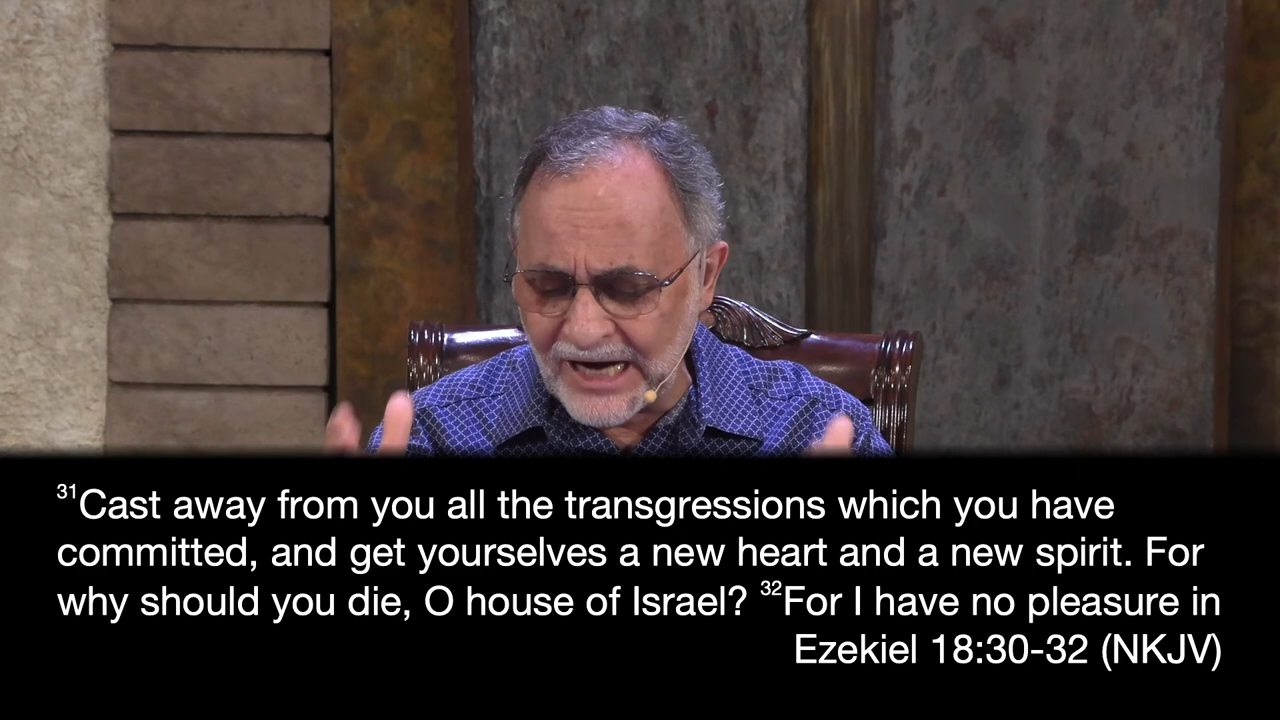 31Cast away from you all the transgressions which you have
committed, and get yourselves a new heart and a new spirit. For
why should you die, O house of Israel? 32For I have no pleasure in
Ezekiel 18:30-32 (NKJV)